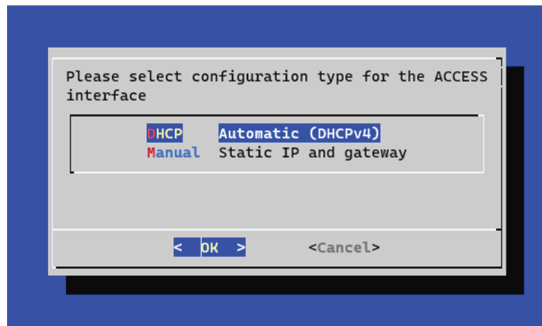 Please select configuration type for the ACCESS
interface
DHCP Automatic (DHCPv4)
Manual Static IP and gateway
< OK > <Cancel>